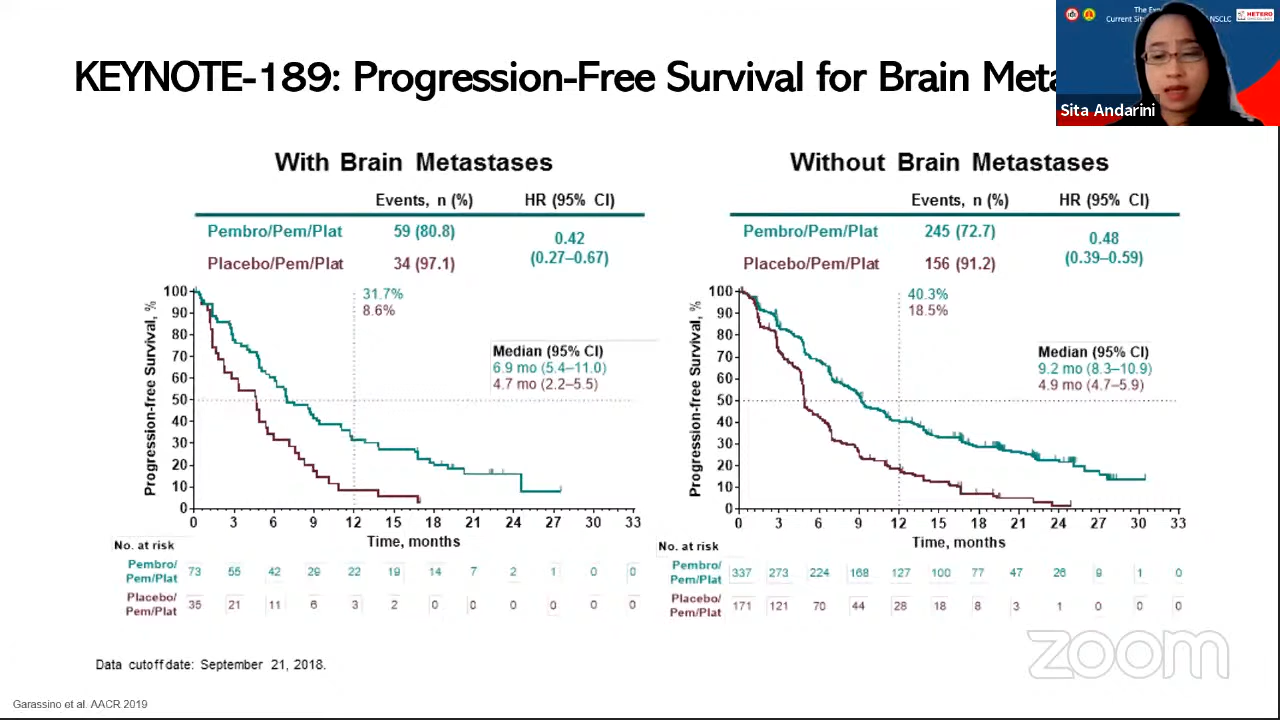 The Exp
Current Sit NSCLC
HETERO
Sita Andarini
KEYNOTE-189: Progression-Free Survival for Brain Meta
With Brain Metastases
Events, n (%) HR (95% CI)
Pembro/Pem/Plat 59 (80.8) 0.42
(0.27–0.67)
Placebo/Pem/Plat 34 (97.1)
31.7%
8.6%
Median (95% CI)
6.9 mo (5.4–11.0)
4.7 mo (2.2–5.5)
Progression-free Survival, %
100
90
80
70
60
50
40
30
20
10
0
0 3 6 9 12 15 18 21 24 27 30 33
Time, months
No. at risk
Pembro/
Pem/Plat 73 55 42 29 22 19 14 7 2 1 0 0
Placebo/
Pem/Plat 35 21 11 6 3 2 0 0 0 0 0 0
Without Brain Metastases
Events, n (%) HR (95% CI)
Pembro/Pem/Plat 245 (72.7) 0.48
(0.39–0.59)
Placebo/Pem/Plat 156 (91.2)
40.3%
18.5%
Median (95% CI)
9.2 mo (8.3–10.9)
4.9 mo (4.7–5.9)
Progression-free Survival, %
100
90
80
70
60
50
40
30
20
10
0
0 3 6 9 12 15 18 21 24 27 30 33
Time, months
No. at risk
Pembro/
Pem/Plat 337 273 224 168 127 100 77 47 26 9 1 0
Placebo/
Pem/Plat 171 121 70 44 28 18 8 3 1 0 0 0
zoom
Data cutoff date: September 21, 2018.
Garassino et al. AACR 2019